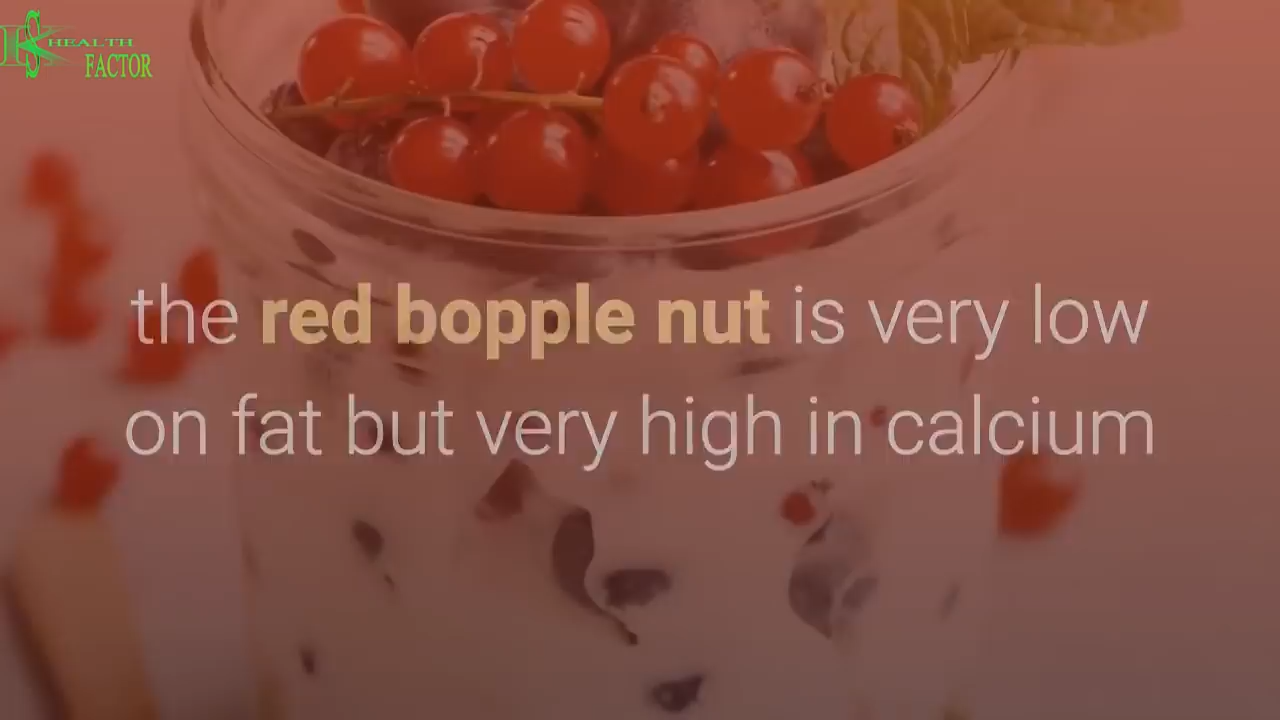 HEALTH
FACTOR
the red bopple nut is very low
on fat but very high in calcium